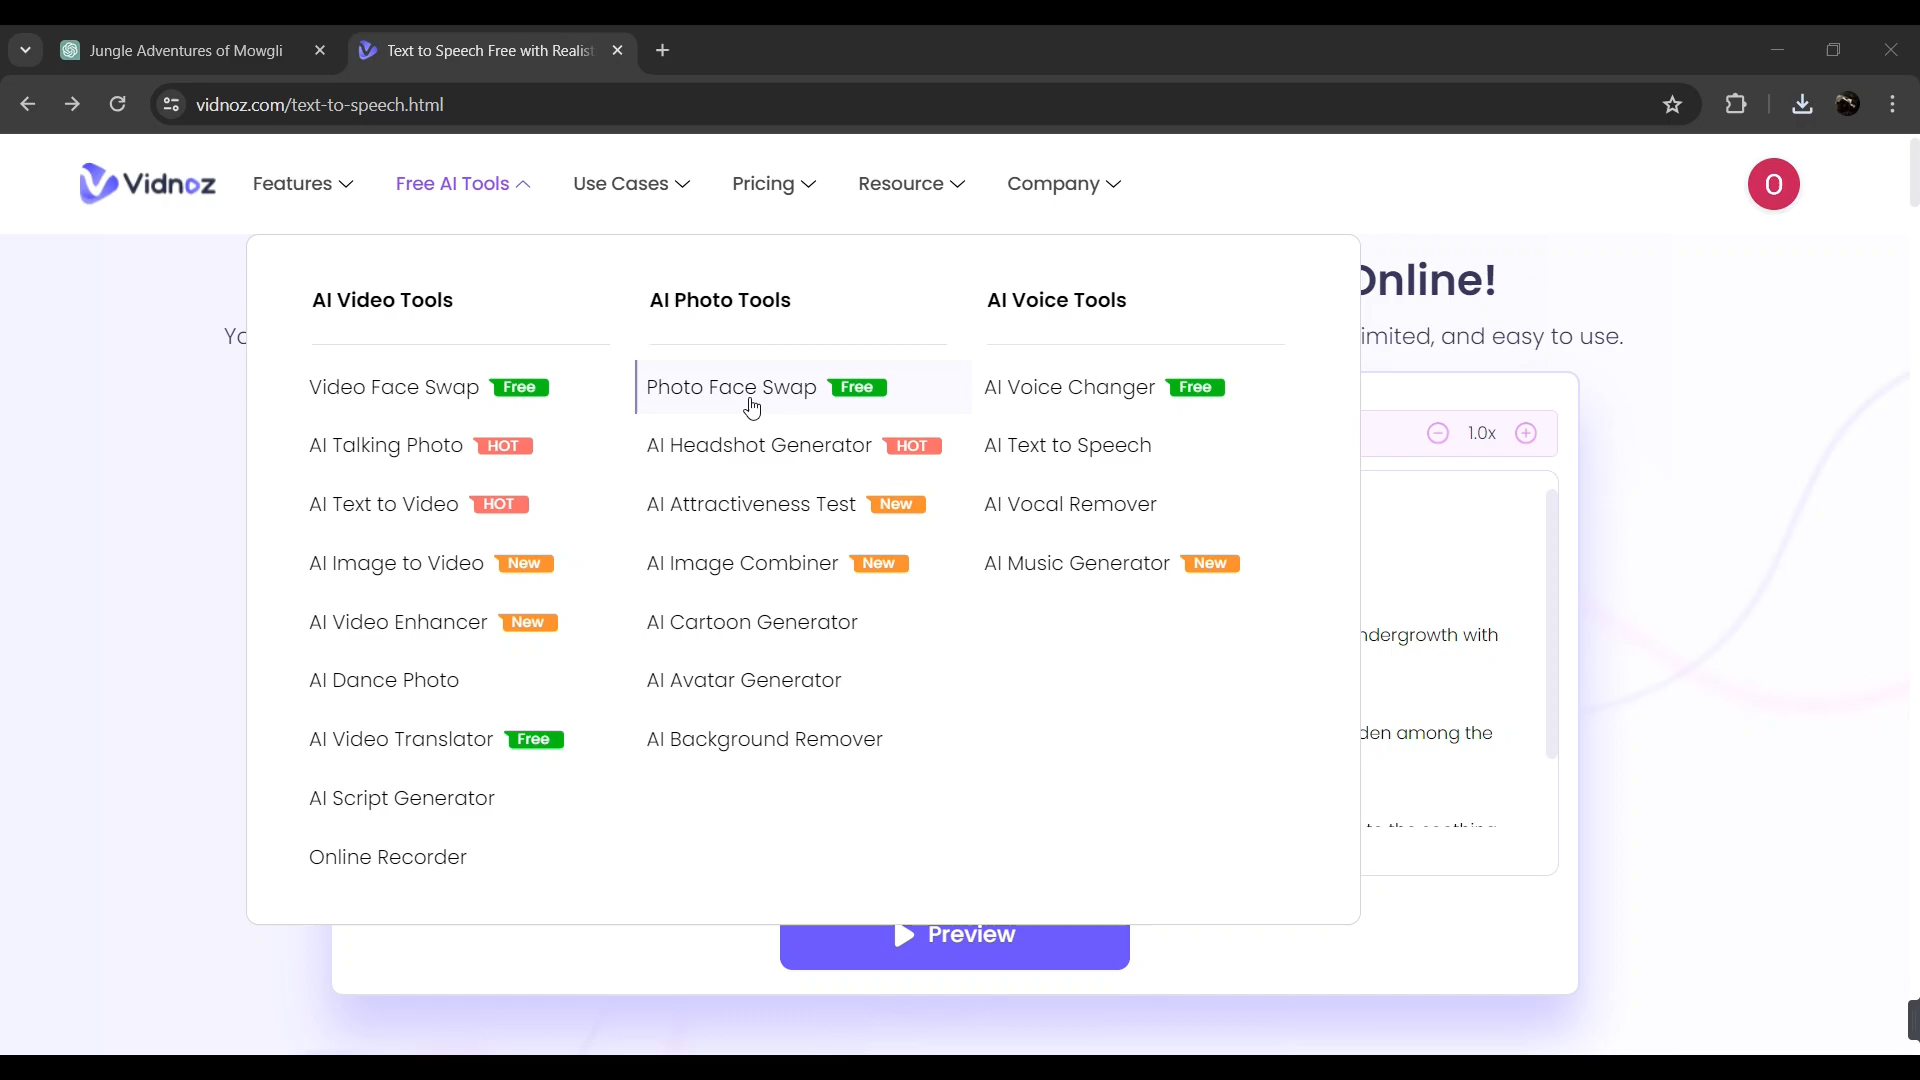 Jungle Adventures of Mowgli
Text to Speech Free with Realist
vidnoz.com/text-to-speech.html
Vidnoz
Features
Free AI Tools
Use Cases
Pricing
Resource
Company
O
Online!
Yo
imited, and easy to use.
AI Video Tools
AI Photo Tools
AI Voice Tools
Video Face Swap Free
Photo Face Swap Free
AI Voice Changer Free
1.0x
AI Talking Photo HOT
AI Headshot Generator HOT
AI Text to Speech
AI Text to Video HOT
AI Attractiveness Test New
AI Vocal Remover
AI Image to Video New
AI Image Combiner New
AI Music Generator New
AI Video Enhancer New
AI Cartoon Generator
ndergrowth with
AI Dance Photo
AI Avatar Generator
AI Video Translator Free
AI Background Remover
den among the
AI Script Generator
Online Recorder
Preview